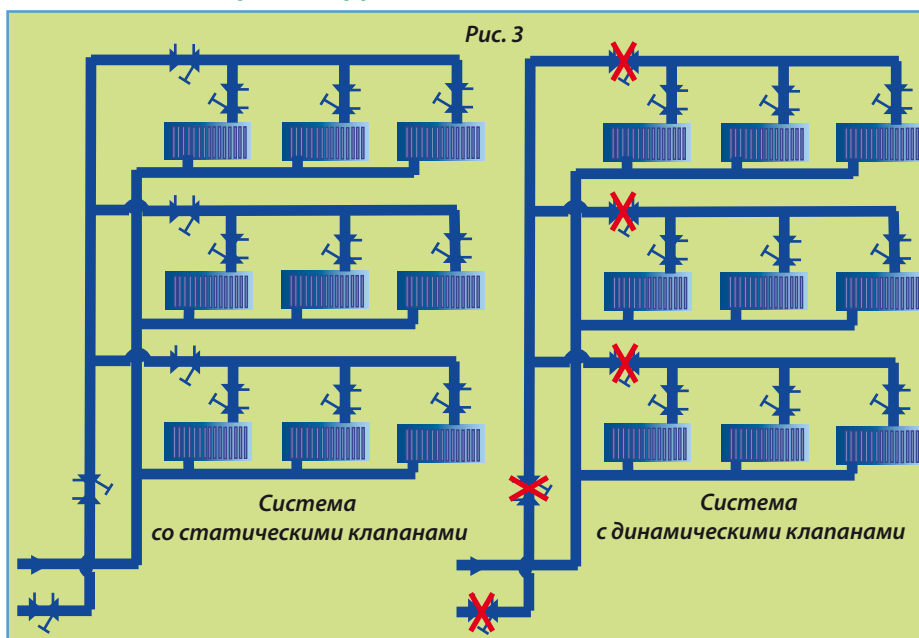 Рис. 3
Система
со статическими клапанами
Система
с динамическими клапанами